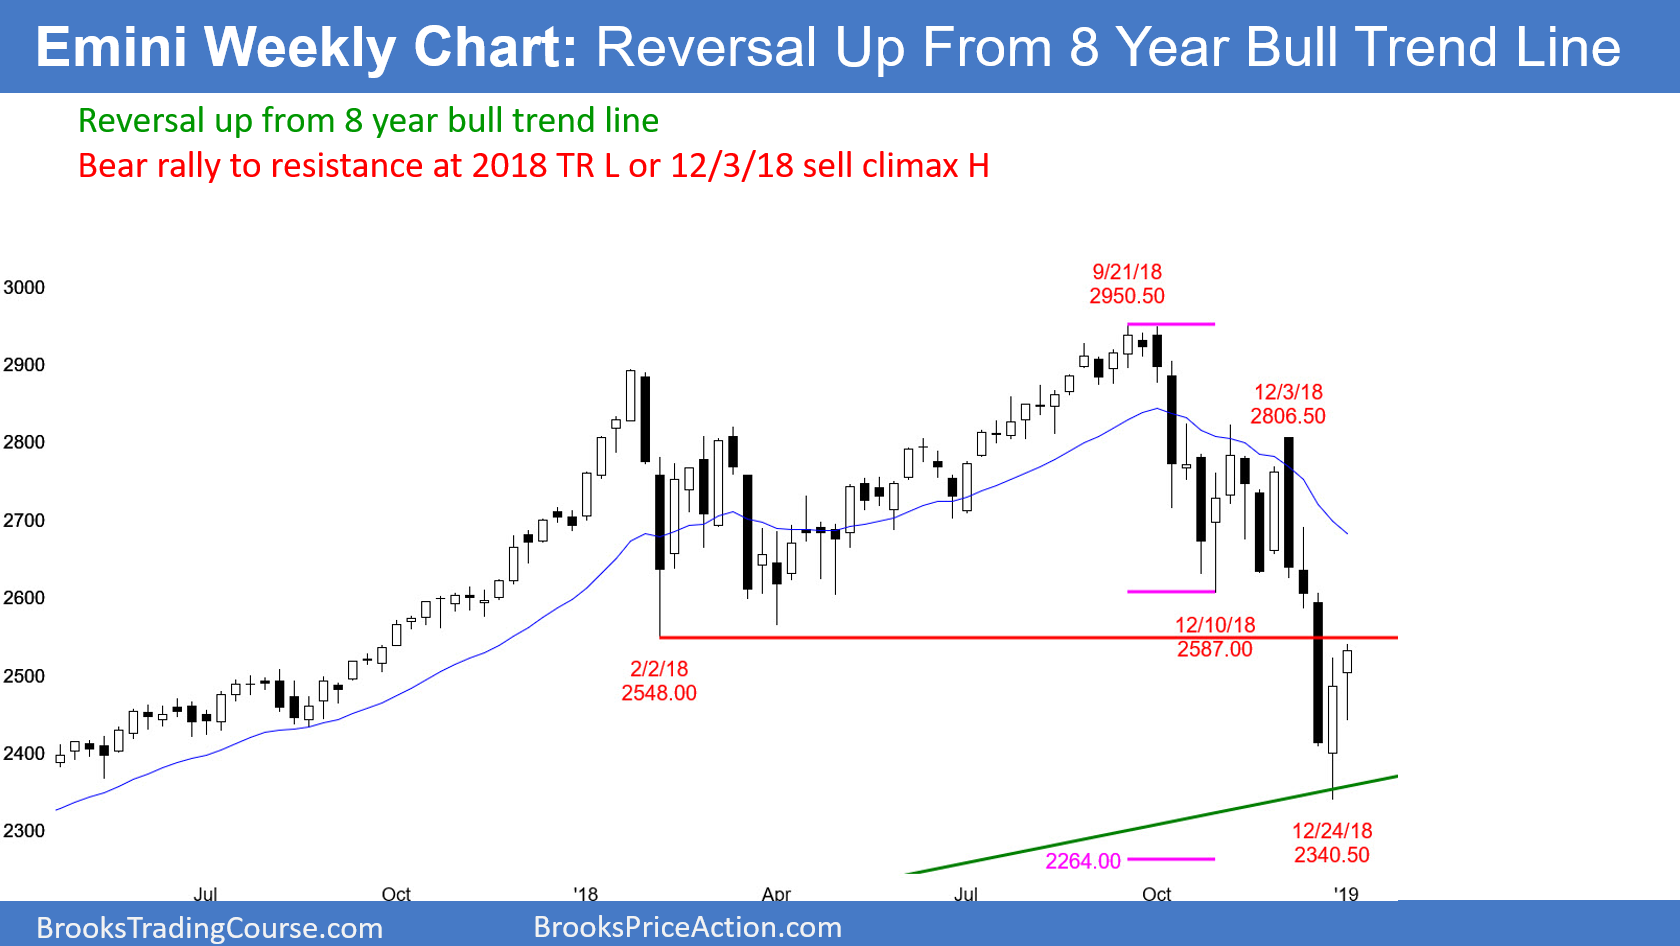 Emini Weekly Chart: Reversal Up From 8 Year Bull Trend Line
Reversal up from 8 year bull trend line
Bear rally to resistance at 2018 TR L or 12/3/18 sell climax H
9/21/18
2950.50
12/3/18
2806.50
12/10/18
2587.00
2/2/18
2548.00
12/24/18
2340.50
2264.00
3000
2900
2800
2700
2600
2500
2400
2300
Jul
Oct
'18
Apr
Jul
Oct
'19
BrooksTradingCourse.com
BrooksPriceAction.com